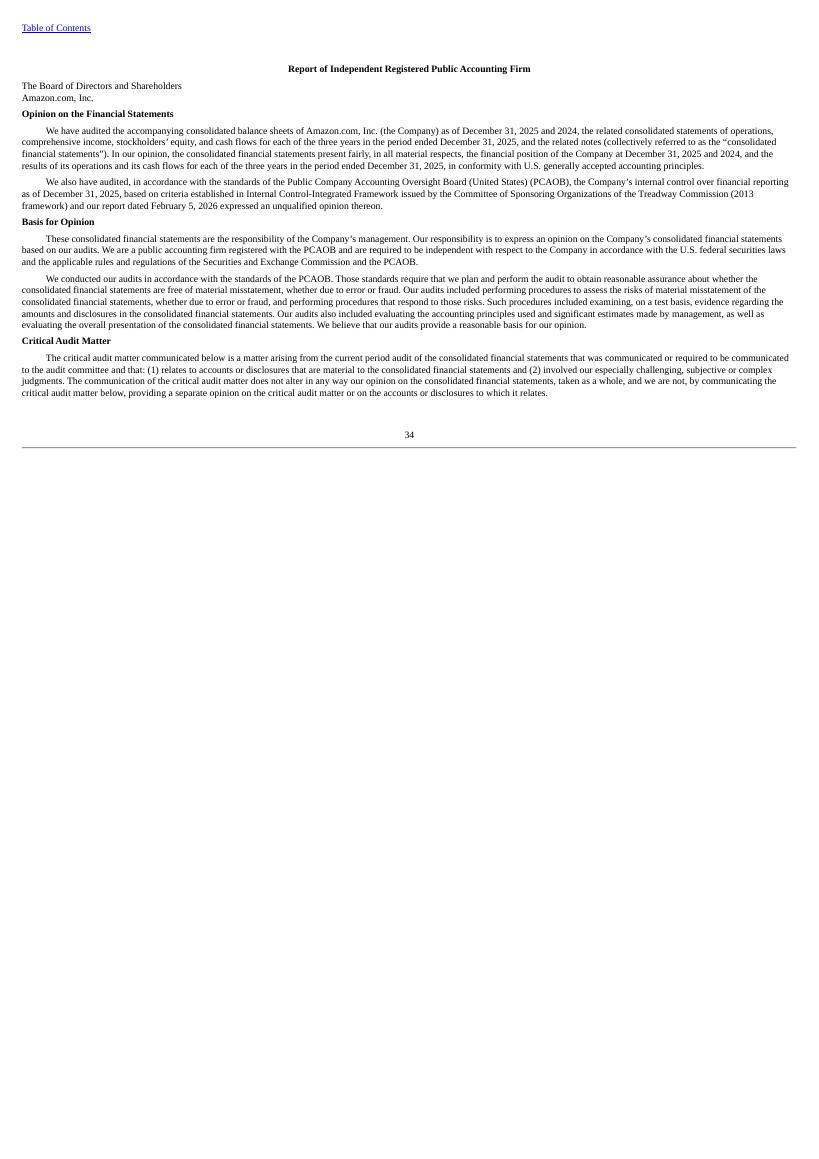 Table of Contents
Report of Independent Registered Public Accounting Firm
The Board of Directors and Shareholders
Amazon.com, Inc.
Opinion on the Financial Statements
We have audited the accompanying consolidated balance sheets of Amazon.com, Inc. (the Company) as of December 31, 2025 and 2024, the related consolidated statements of operations,
comprehensive income, stockholders’ equity, and cash flows for each of the three years in the period ended December 31, 2025, and the related notes (collectively referred to as the “consolidated
financial statements”). In our opinion, the consolidated financial statements present fairly, in all material respects, the financial position of the Company at December 31, 2025 and 2024, and the
results of its operations and its cash flows for each of the three years in the period ended December 31, 2025, in conformity with U.S. generally accepted accounting principles.
We also have audited, in accordance with the standards of the Public Company Accounting Oversight Board (United States) (PCAOB), the Company’s internal control over financial reporting
as of December 31, 2025, based on criteria established in Internal Control-Integrated Framework issued by the Committee of Sponsoring Organizations of the Treadway Commission (2013
framework) and our report dated February 5, 2026 expressed an unqualified opinion thereon.
Basis for Opinion
These consolidated financial statements are the responsibility of the Company’s management. Our responsibility is to express an opinion on the Company’s consolidated financial statements
based on our audits. We are a public accounting firm registered with the PCAOB and are required to be independent with respect to the Company in accordance with the U.S. federal securities laws
and the applicable rules and regulations of the Securities and Exchange Commission and the PCAOB.
We conducted our audits in accordance with the standards of the PCAOB. Those standards require that we plan and perform the audit to obtain reasonable assurance about whether the
consolidated financial statements are free of material misstatement, whether due to error or fraud. Our audits included performing procedures to assess the risks of material misstatement of the
consolidated financial statements, whether due to error or fraud, and performing procedures that respond to those risks. Such procedures included examining, on a test basis, evidence regarding the
amounts and disclosures in the consolidated financial statements. Our audits also included evaluating the accounting principles used and significant estimates made by management, as well as
evaluating the overall presentation of the consolidated financial statements. We believe that our audits provide a reasonable basis for our opinion.
Critical Audit Matter
The critical audit matter communicated below is a matter arising from the current period audit of the consolidated financial statements that was communicated or required to be communicated
to the audit committee and that: (1) relates to accounts or disclosures that are material to the consolidated financial statements and (2) involved our especially challenging, subjective or complex
judgments. The communication of the critical audit matter does not alter in any way our opinion on the consolidated financial statements, taken as a whole, and we are not, by communicating the
critical audit matter below, providing a separate opinion on the critical audit matter or on the accounts or disclosures to which it relates.
34